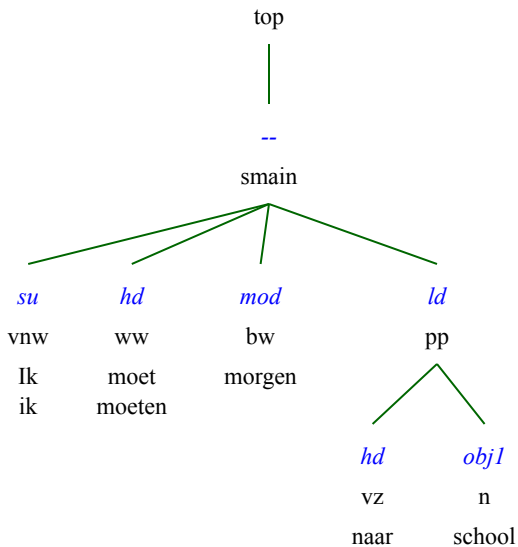 top
--
smain
su hd mod ld
vnw ww bw pp
Ik moet morgen
ik moeten
hd obj1
vz n
naar school